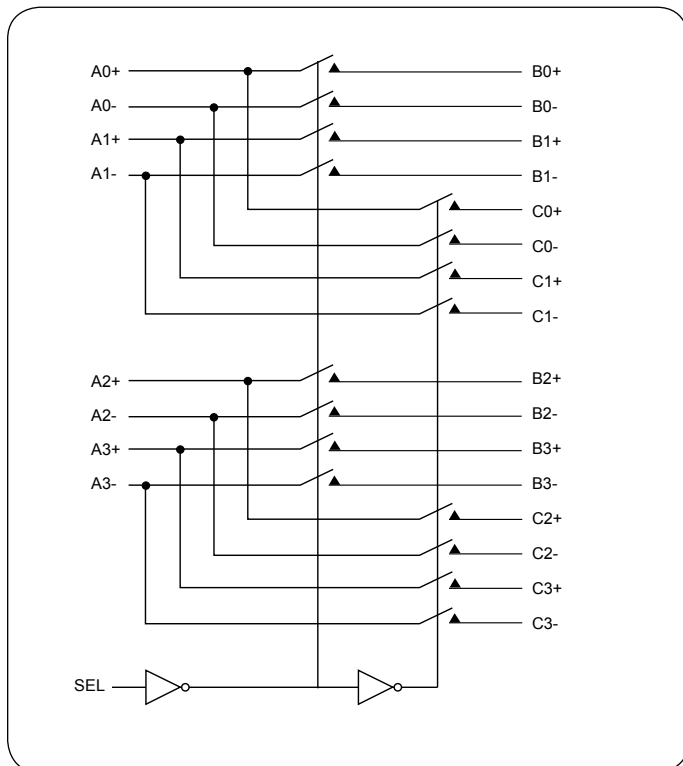 A0+ B0+
A0- B0-
A1+ B1+
A1- B1-
C0+
C0-
C1+
C1-
A2+ B2+
A2- B2-
A3+ B3+
A3- B3-
C2+
C2-
C3+
C3-
SEL